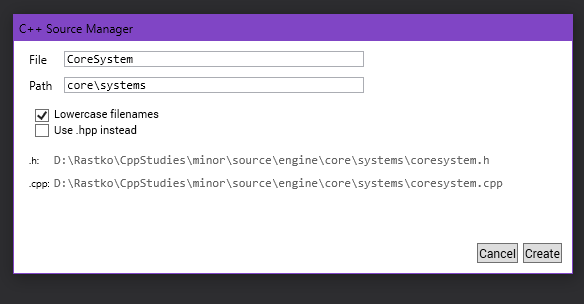 C++ Source Manager
File CoreSystem
Path core\systems
Lowercase filenames
Use .hpp instead
.h: D:\Rastko\CppStudies\minor\source\engine\core\systems\coresystem.h
.cpp: D:\Rastko\CppStudies\minor\source\engine\core\systems\coresystem.cpp
Cancel Create